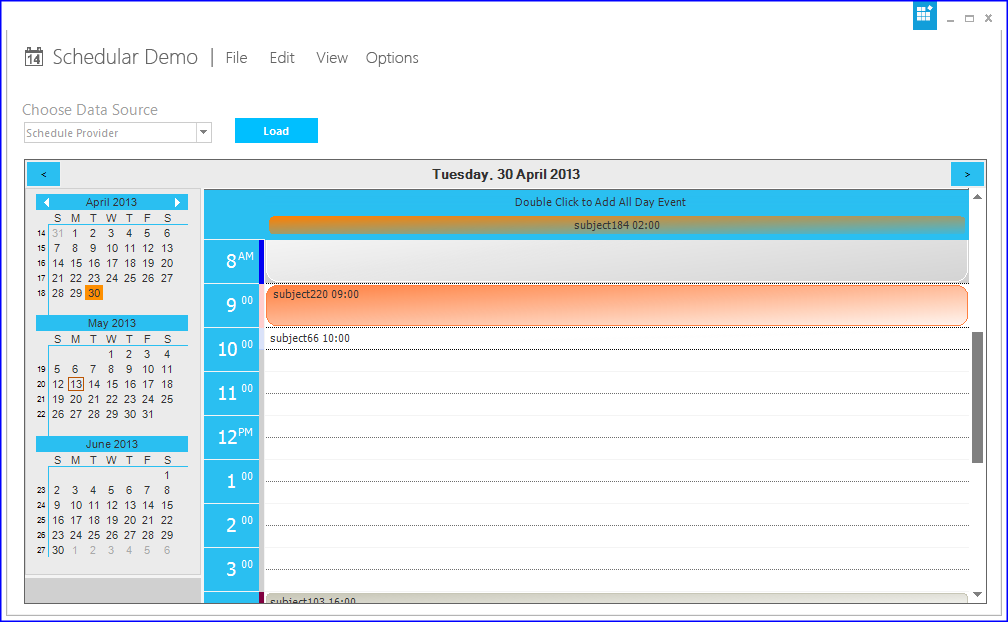 14 Schedular Demo | File Edit View Options
Choose Data Source
Schedule Provider
Load
< Tuesday, 30 April 2013 >
April 2013
S M T W T F S
14 31 1 2 3 4 5 6
15 7 8 9 10 11 12 13
16 14 15 16 17 18 19 20
17 21 22 23 24 25 26 27
18 28 29 30
May 2013
S M T W T F S
1 2 3 4
19 5 6 7 8 9 10 11
20 12 13 14 15 16 17 18
21 19 20 21 22 23 24 25
22 26 27 28 29 30 31
June 2013
S M T W T F S
1
23 2 3 4 5 6 7 8
24 9 10 11 12 13 14 15
25 16 17 18 19 20 21 22
26 23 24 25 26 27 28 29
27 30 1 2 3 4 5 6
Double Click to Add All Day Event
subject184 02:00
8 AM
9 00 subject220 09:00
10 00 subject66 10:00
11 00
12 PM
1 00
2 00
3 00
subject103 16:00